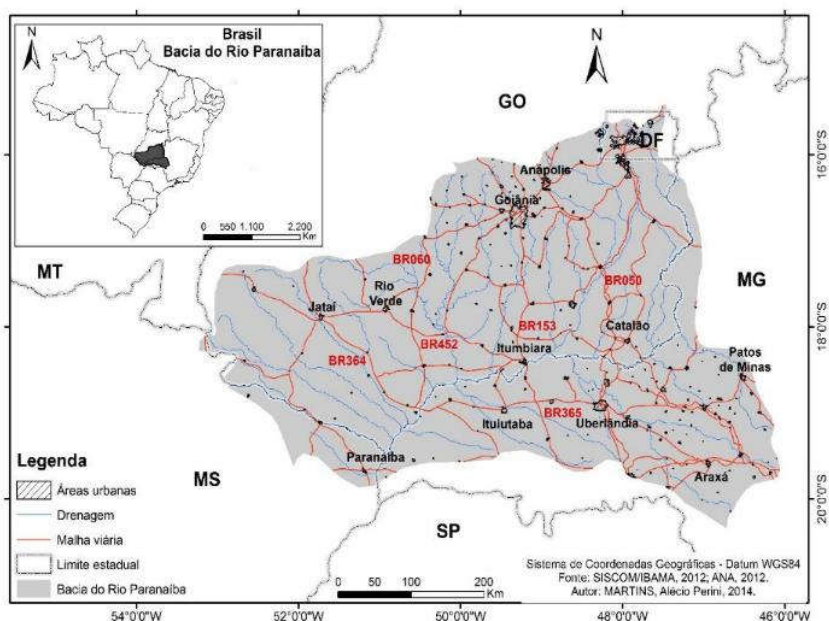 N
Brasil
Bacia do Rio Paranaíba
0 550 1.100 2.200
Km
N
GO
DF
16°0'0"S
Anápolis
Goiânia
MT
BR060
MG
Rio
Verde
BR050
Jataí
18°0'0"S
BR153
Catalão
BR452
Itumbiara
Patos
de Minas
BR364
BR365
Ituiutaba
Uberlândia
Paranaíba
Araxá
MS
20°0'0"S
SP
Legenda
Áreas urbanas
Drenagem
Malha viária
Limite estadual
Bacia do Rio Paranaíba
0 50 100 200
Km
Sistema de Coordenadas Geográficas - Datum WGS84
Fonte: SISCOM/IBAMA, 2012; ANA, 2012.
Autor: MARTINS, Alécio Perini, 2014.
54°0'0"W 52°0'0"W 50°0'0"W 48°0'0"W 46°0'0"W